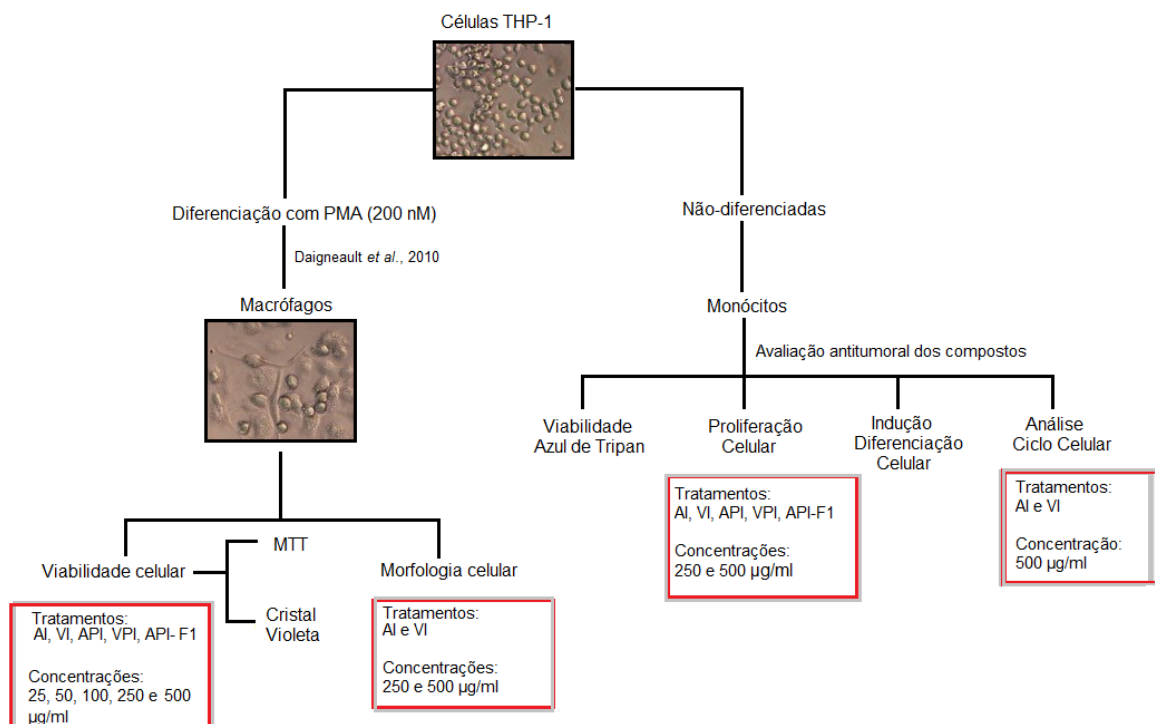 Células THP-1
Diferenciação com PMA (200 nM)
Não-diferenciadas
Daigneault et al., 2010
Macrófagos
Monócitos
Avaliação antitumoral dos compostos
Viabilidade
Azul de Tripan
Proliferação
Celular
Indução
Diferenciação
Celular
Análise
Ciclo Celular
Tratamentos:
AI, VI, API, VPI, API-F1
Concentrações:
250 e 500 µg/ml
Tratamentos:
AI e VI
Concentração:
500 µg/ml
Viabilidade celular
MTT
Cristal
Violeta
Morfologia celular
Tratamentos:
AI, VI, API, VPI, API- F1
Concentrações:
25, 50, 100, 250 e 500
µg/ml
Tratamentos:
AI e VI
Concentrações:
250 e 500 µg/ml